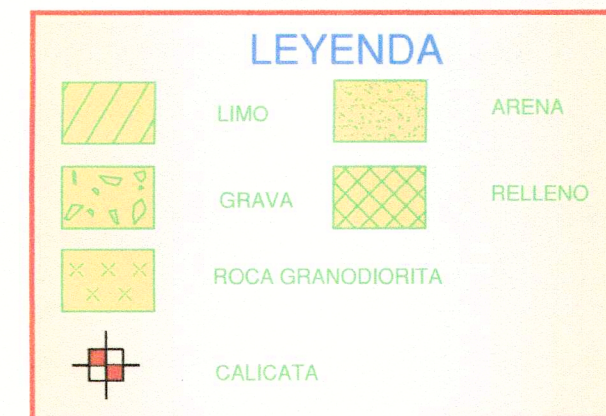 LEYENDA
LIMO
ARENA
GRAVA
RELLENO
ROCA GRANODIORITA
CALICATA